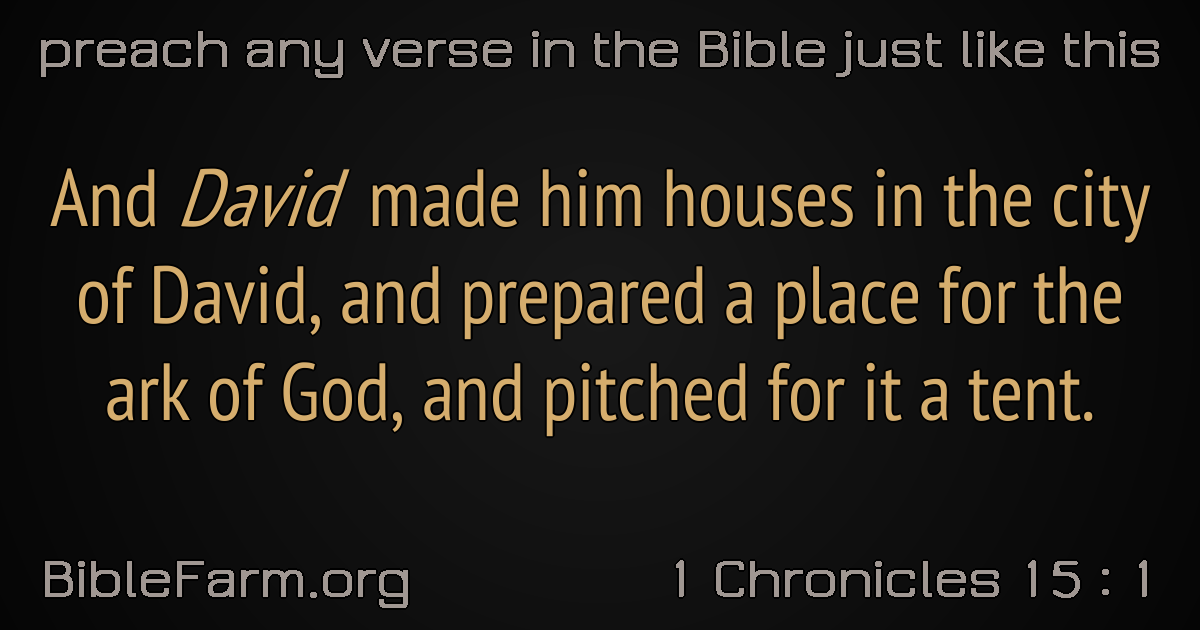 preach any verse in the Bible just like this
And David made him houses in the city
of David, and prepared a place for the
ark of God, and pitched for it a tent.
BibleFarm.org
1 Chronicles 15 : 1